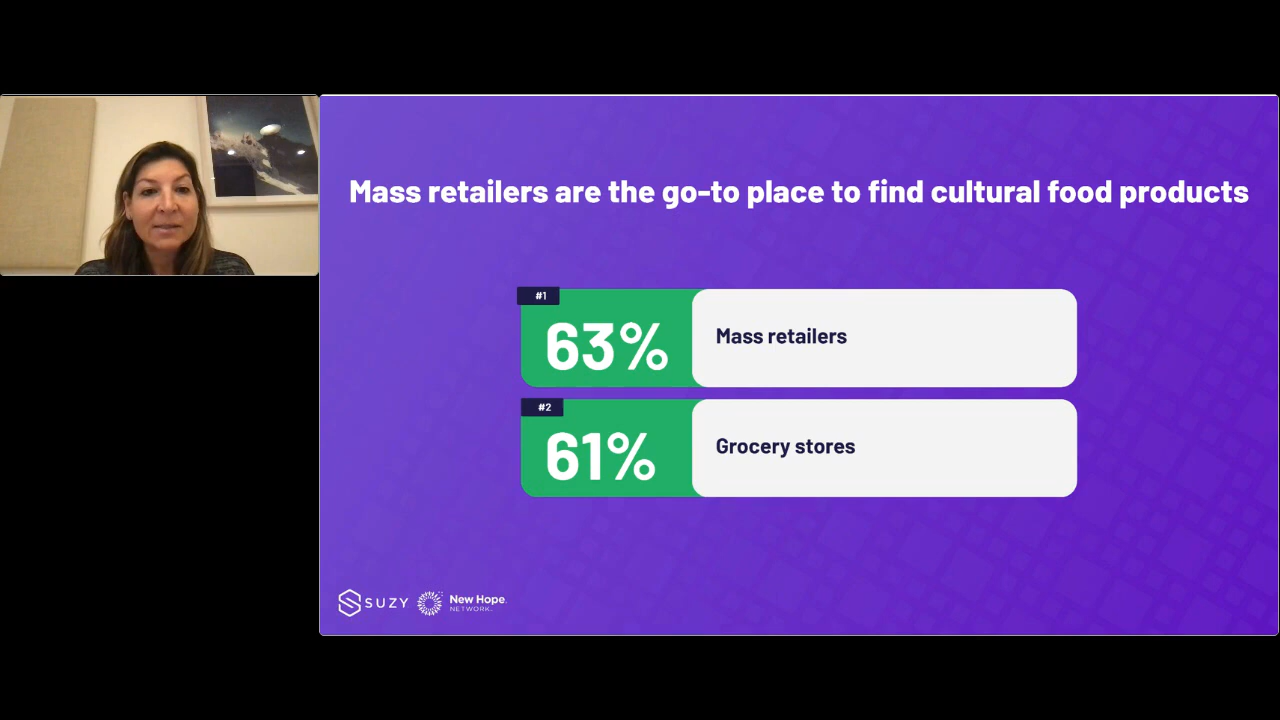 Mass retailers are the go-to place to find cultural food products
#1
63%
Mass retailers
#2
61%
Grocery stores
SUZY
New Hope.
NETWORK.